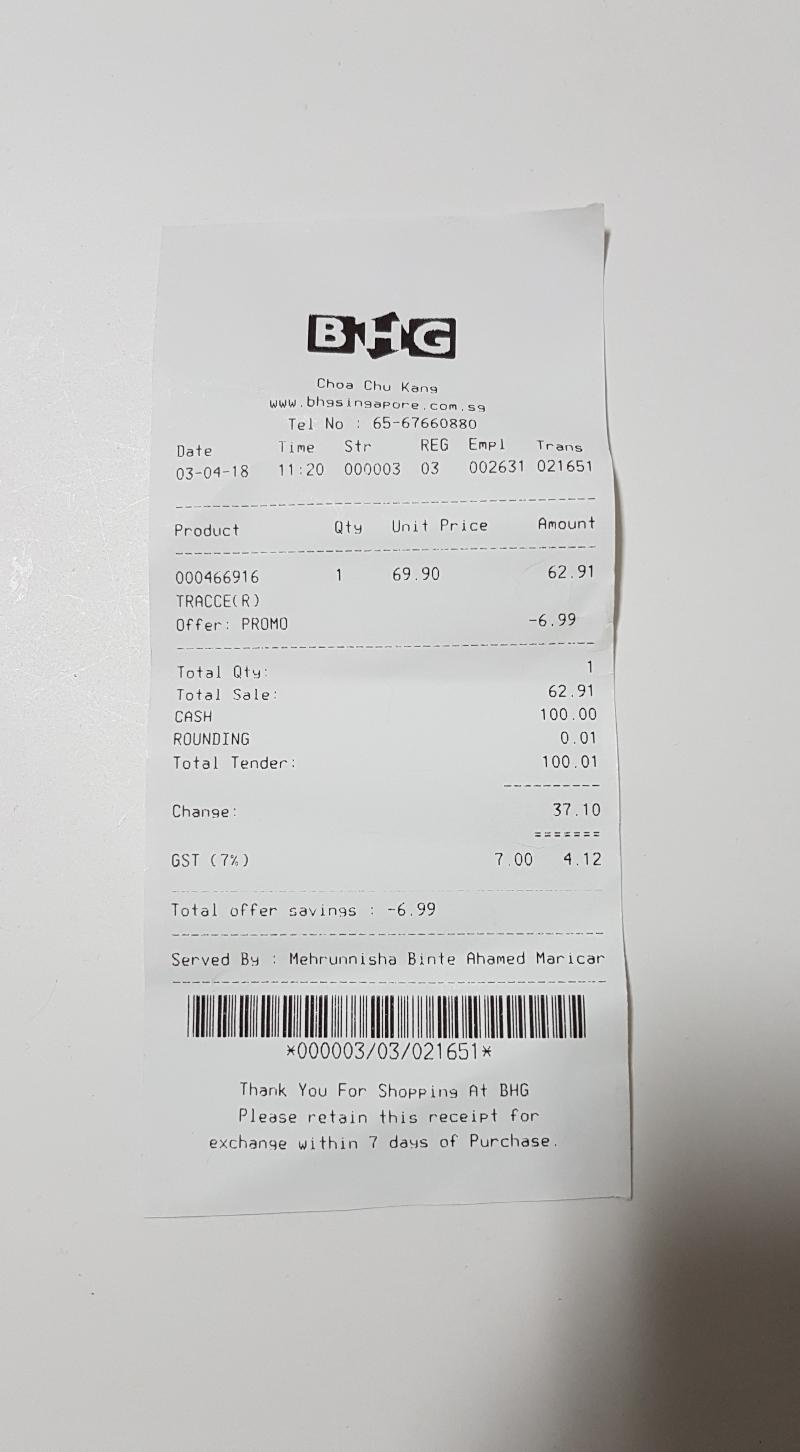 BHG
Choa Chu Kang
www.bhgsingapore.com.sg
Tel No : 65-67660880
Date Time Str REG Empl Trans
03-04-18 11:20 000003 03 002631 021651
Product Qty Unit Price Amount
000466916 1 69.90 62.91
TRACCE(R)
Offer: PROMO -6.99
Total Qty: 1
Total Sale: 62.91
CASH 100.00
ROUNDING 0.01
Total Tender: 100.01
Change: 37.10
GST (7%) 7.00 4.12
Total offer savings : -6.99
Served By : Mehrunnisha Binte Ahamed Maricar
*000003/03/021651*
Thank You For Shopping At BHG
Please retain this receipt for
exchange within 7 days of Purchase.